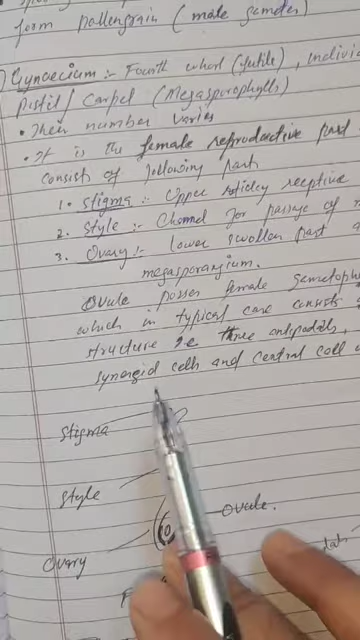 form pollengrain (male gamete)
Gynaecium :- Fourth whorl (fertile), individ
Pistil / Carpel (Megasporophylls)
• Their number varies
• It is the female reproductive part
consist of following part
1. Stigma :- Upper sticky receptive
2. Style :- Channel for passage of
3. Ovary :- Lower swollen part
megasporangium.
Ovule posses female gametoph
which in typical case consists
structure i.e three antipodals,
synergid cells and central cell
stigma
style
ovule.
ovary